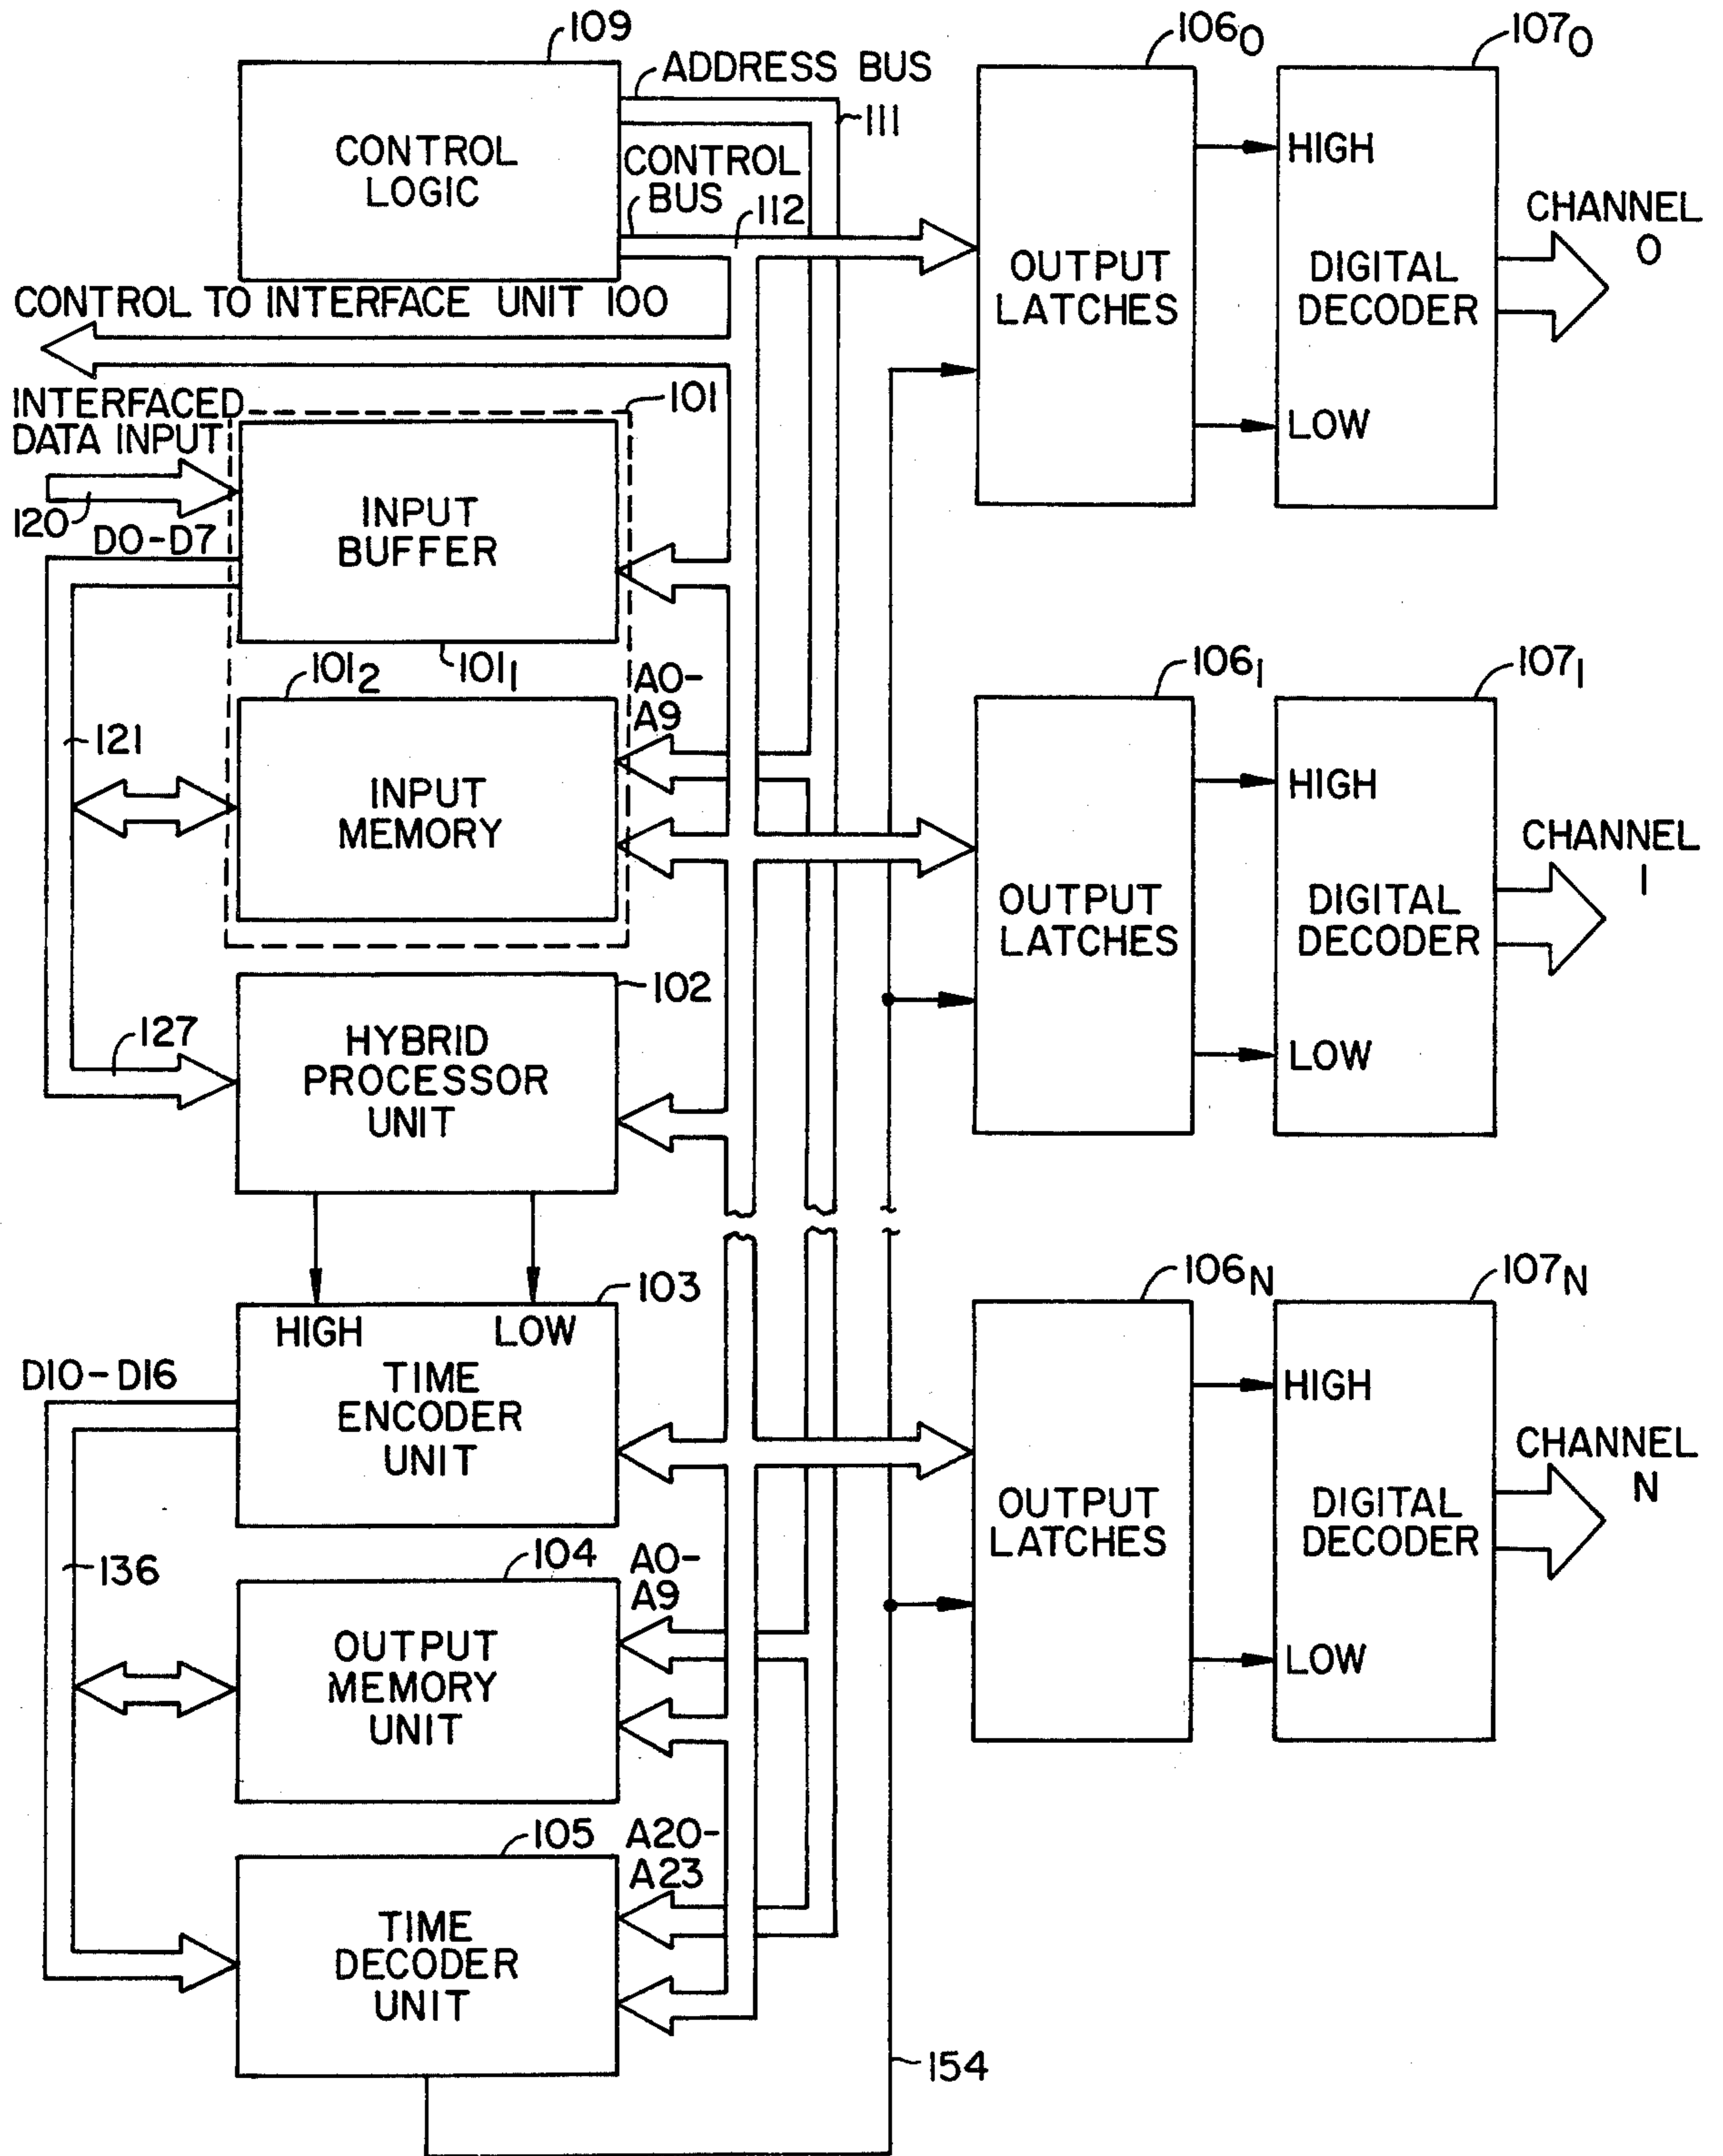 109
ADDRESS BUS
111
CONTROL
LOGIC
CONTROL
BUS
112
CONTROL TO INTERFACE UNIT 100
INTERFACED
DATA INPUT
120
D0-D7
101
INPUT
BUFFER
101₁
101₂
A0-
A9
121
INPUT
MEMORY
102
127
HYBRID
PROCESSOR
UNIT
103
HIGH
LOW
D10-D16
TIME
ENCODER
UNIT
136
104
A0-
A9
OUTPUT
MEMORY
UNIT
105
A20-
A23
TIME
DECODER
UNIT
154
106₀
107₀
HIGH
OUTPUT
LATCHES
DIGITAL
DECODER
LOW
CHANNEL
0
106₁
107₁
HIGH
OUTPUT
LATCHES
DIGITAL
DECODER
LOW
CHANNEL
1
106N
107N
HIGH
OUTPUT
LATCHES
DIGITAL
DECODER
LOW
CHANNEL
N